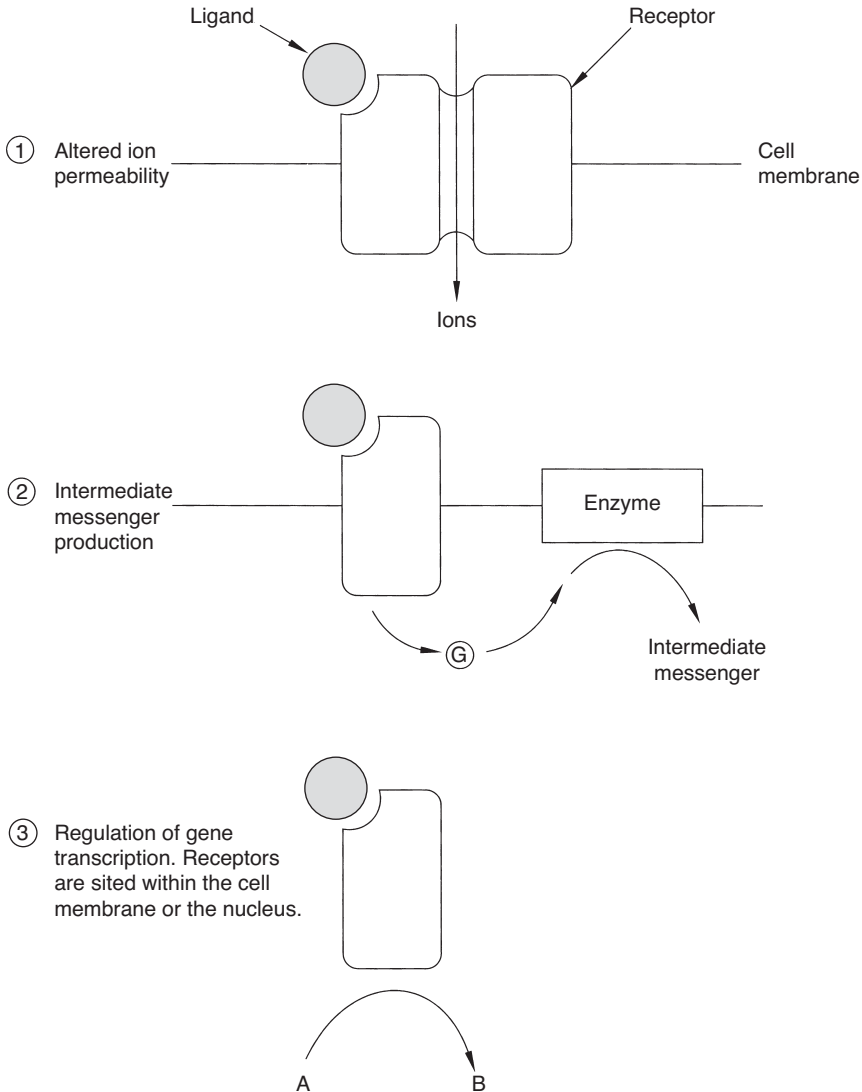 Ligand
Receptor
① Altered ion
permeability
Cell
membrane
Ions
② Intermediate
messenger
production
Enzyme
G
Intermediate
messenger
③ Regulation of gene
transcription. Receptors
are sited within the cell
membrane or the nucleus.
A
B